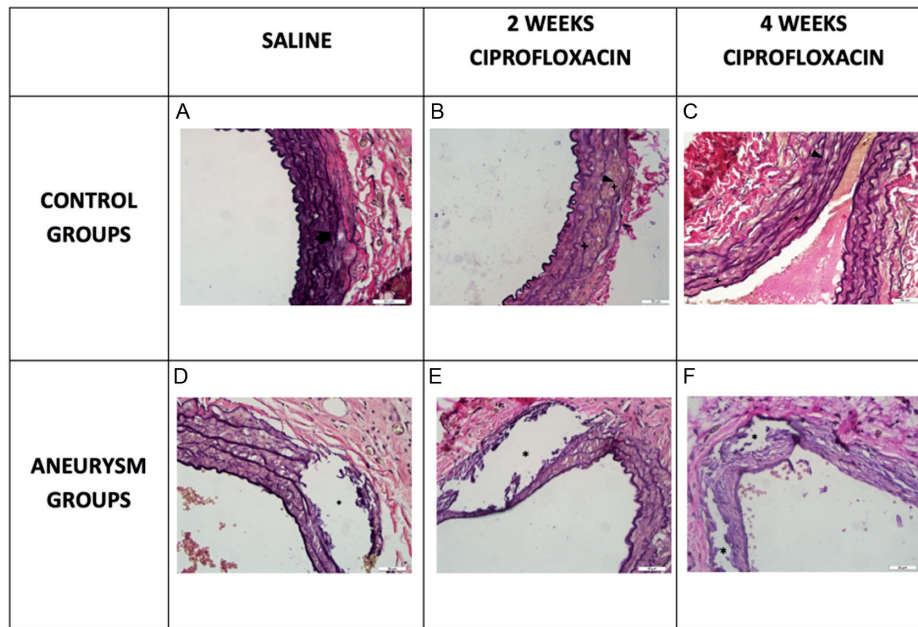 SALINE
2 WEEKS
CIPROFLOXACIN
4 WEEKS
CIPROFLOXACIN
CONTROL
GROUPS
A
B
C
ANEURYSM
GROUPS
D
E
F